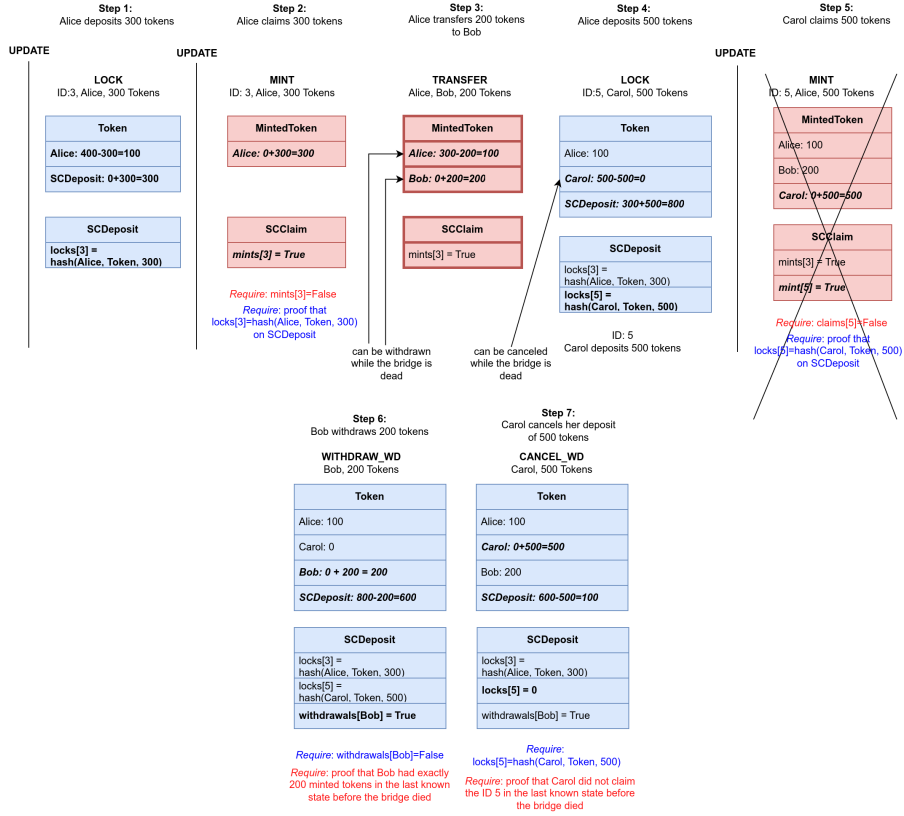 Step 1:
Alice deposits 300 tokens
UPDATE
LOCK
ID:3, Alice, 300 Tokens
Token
Alice: 400-300=100
SCDeposit: 0+300=300
SCDeposit
locks[3] =
hash(Alice, Token, 300)
Step 2:
Alice claims 300 tokens
UPDATE
MINT
ID: 3, Alice, 300 Tokens
MintedToken
Alice: 0+300=300
SCClaim
mints[3] = True
Require: mints[3]=False
Require: proof that
locks[3]=hash(Alice, Token, 300)
on SCDeposit
Step 3:
Alice transfers 200 tokens
to Bob
TRANSFER
Alice, Bob, 200 Tokens
MintedToken
Alice: 300-200=100
Bob: 0+200=200
SCClaim
mints[3] = True
can be withdrawn
while the bridge is
dead
Step 4:
Alice deposits 500 tokens
LOCK
ID:5, Carol, 500 Tokens
Token
Alice: 100
Carol: 500-500=0
SCDeposit: 300+500=800
SCDeposit
locks[3] =
hash(Alice, Token, 300)
locks[5] =
hash(Carol, Token, 500)
ID: 5
Carol deposits 500 tokens
can be canceled
while the bridge is
dead
Step 5:
Carol claims 500 tokens
UPDATE
MINT
ID: 5, Alice, 500 Tokens
MintedToken
Alice: 100
Bob: 200
Carol: 0+500=500
SCClaim
mints[3] = True
mint[5] = True
Require: claims[5]=False
Require: proof that
locks[5]=hash(Carol, Token, 500)
on SCDeposit
Step 6:
Bob withdraws 200 tokens
WITHDRAW_WD
Bob, 200 Tokens
Token
Alice: 100
Carol: 0
Bob: 0 + 200 = 200
SCDeposit: 800-200=600
SCDeposit
locks[3] =
hash(Alice, Token, 300)
locks[5] =
hash(Carol, Token, 500)
withdrawals[Bob] = True
Require: withdrawals[Bob]=False
Require: proof that Bob had exactly
200 minted tokens in the last known
state before the bridge died
Step 7:
Carol cancels her deposit
of 500 tokens
CANCEL_WD
Carol, 500 Tokens
Token
Alice: 100
Carol: 0+500=500
Bob: 200
SCDeposit: 600-500=100
SCDeposit
locks[3] =
hash(Alice, Token, 300)
locks[5] = 0
withdrawals[Bob] = True
Require:
locks[5]=hash(Carol, Token, 500)
Require: proof that Carol did not claim
the ID 5 in the last known state before
the bridge died